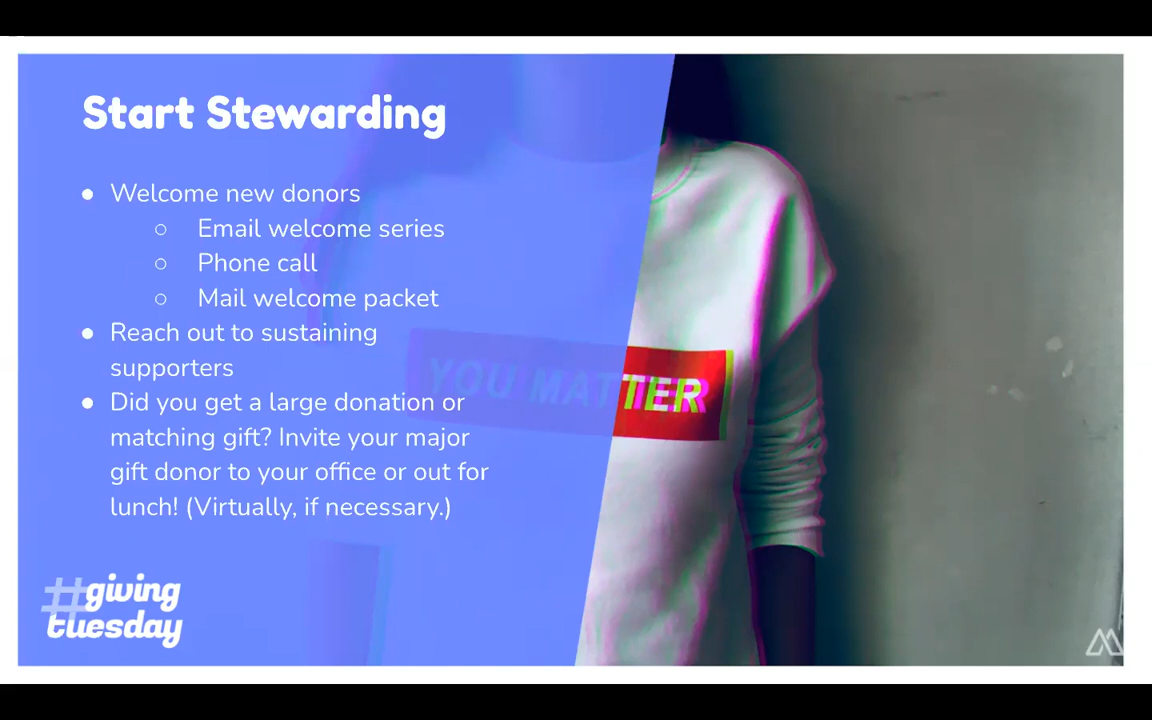 Start Stewarding
● Welcome new donors
○ Email welcome series
○ Phone call
○ Mail welcome packet
● Reach out to sustaining
supporters
● Did you get a large donation or
matching gift? Invite your major
gift donor to your office or out for
lunch! (Virtually, if necessary.)
YOU MATTER
#giving
tuesday